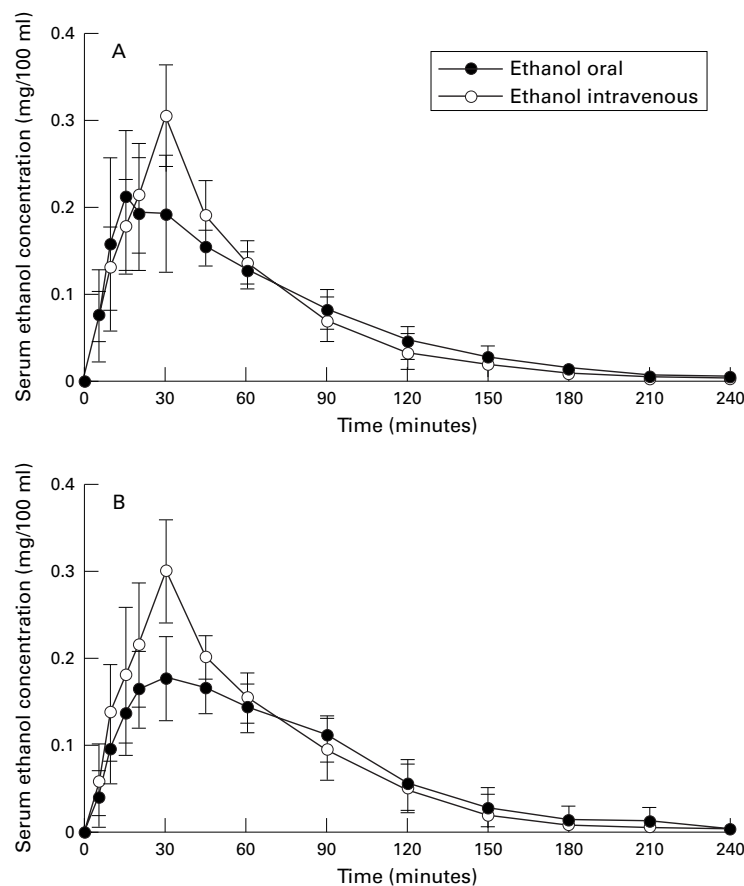 A
Ethanol oral
Ethanol intravenous
Serum ethanol concentration (mg/100 ml)
0.4
0.3
0.2
0.1
0
0 30 60 90 120 150 180 210 240
Time (minutes)
B
Serum ethanol concentration (mg/100 ml)
0.4
0.3
0.2
0.1
0
0 30 60 90 120 150 180 210 240
Time (minutes)